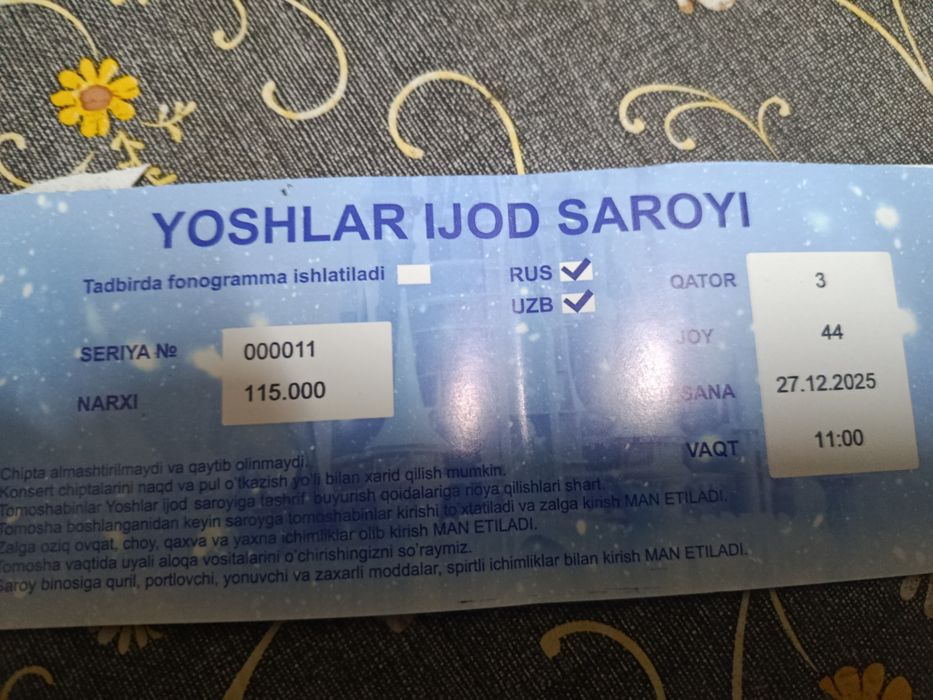 YOSHLAR IJOD SAROYI
Tadbirda fonogramma ishlatiladi
RUS
UZB
QATOR 3
JOY 44
SANA 27.12.2025
VAQT 11:00
SERIYA № 000011
NARXI 115.000
Chipta almashtirilmaydi va qaytib olinmaydi.
Konsert chiptalarini naqd va pul o'tkazish yo'li bilan xarid qilish mumkin.
Tomoshabinlar Yoshlar ijod saroyiga tashrif buyurish qoidalariga rioya qilishlari shart.
Tomosha boshlanganidan keyin saroyga tomoshabinlar kirishi to'xtatiladi va zalga kirish MAN ETILADI.
Zalga oziq ovqat, choy, qaxva va yaxna ichimliklar olib kirish MAN ETILADI.
Tomosha vaqtida uyali aloqa vositalarini o'chirishingizni so'raymiz.
Saroy binosiga quril, portlovchi, yonuvchi va zaxarli moddalar, spirtli ichimliklar bilan kirish MAN ETILADI.